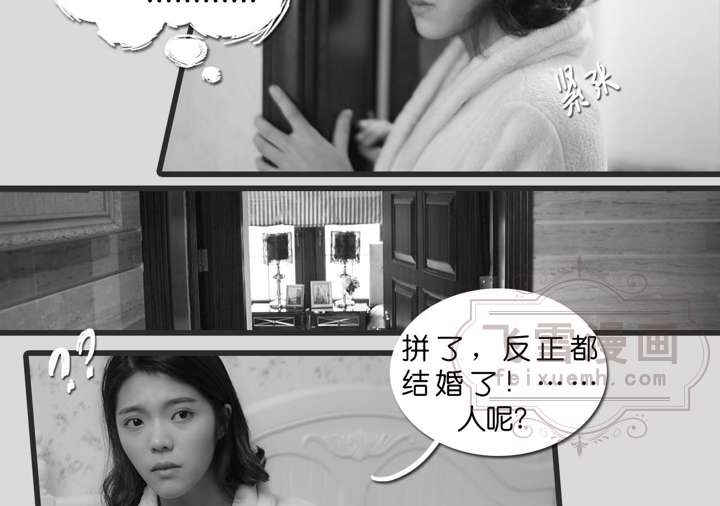 …………
紧张
拼了，反正都
结婚了！……
人呢？
??
飞雪漫画
feixuemh.com